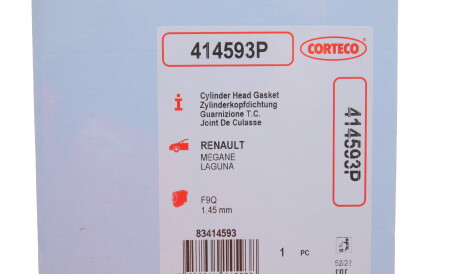 414593P
CORTECO
i
Cylinder Head Gasket
Zylinderkopfdichtung
Guarnizione T.C.
Joint De Culasse
414593P
RENAULT
MEGANE
LAGUNA
F9Q
1,45 mm
83414593
1 PC